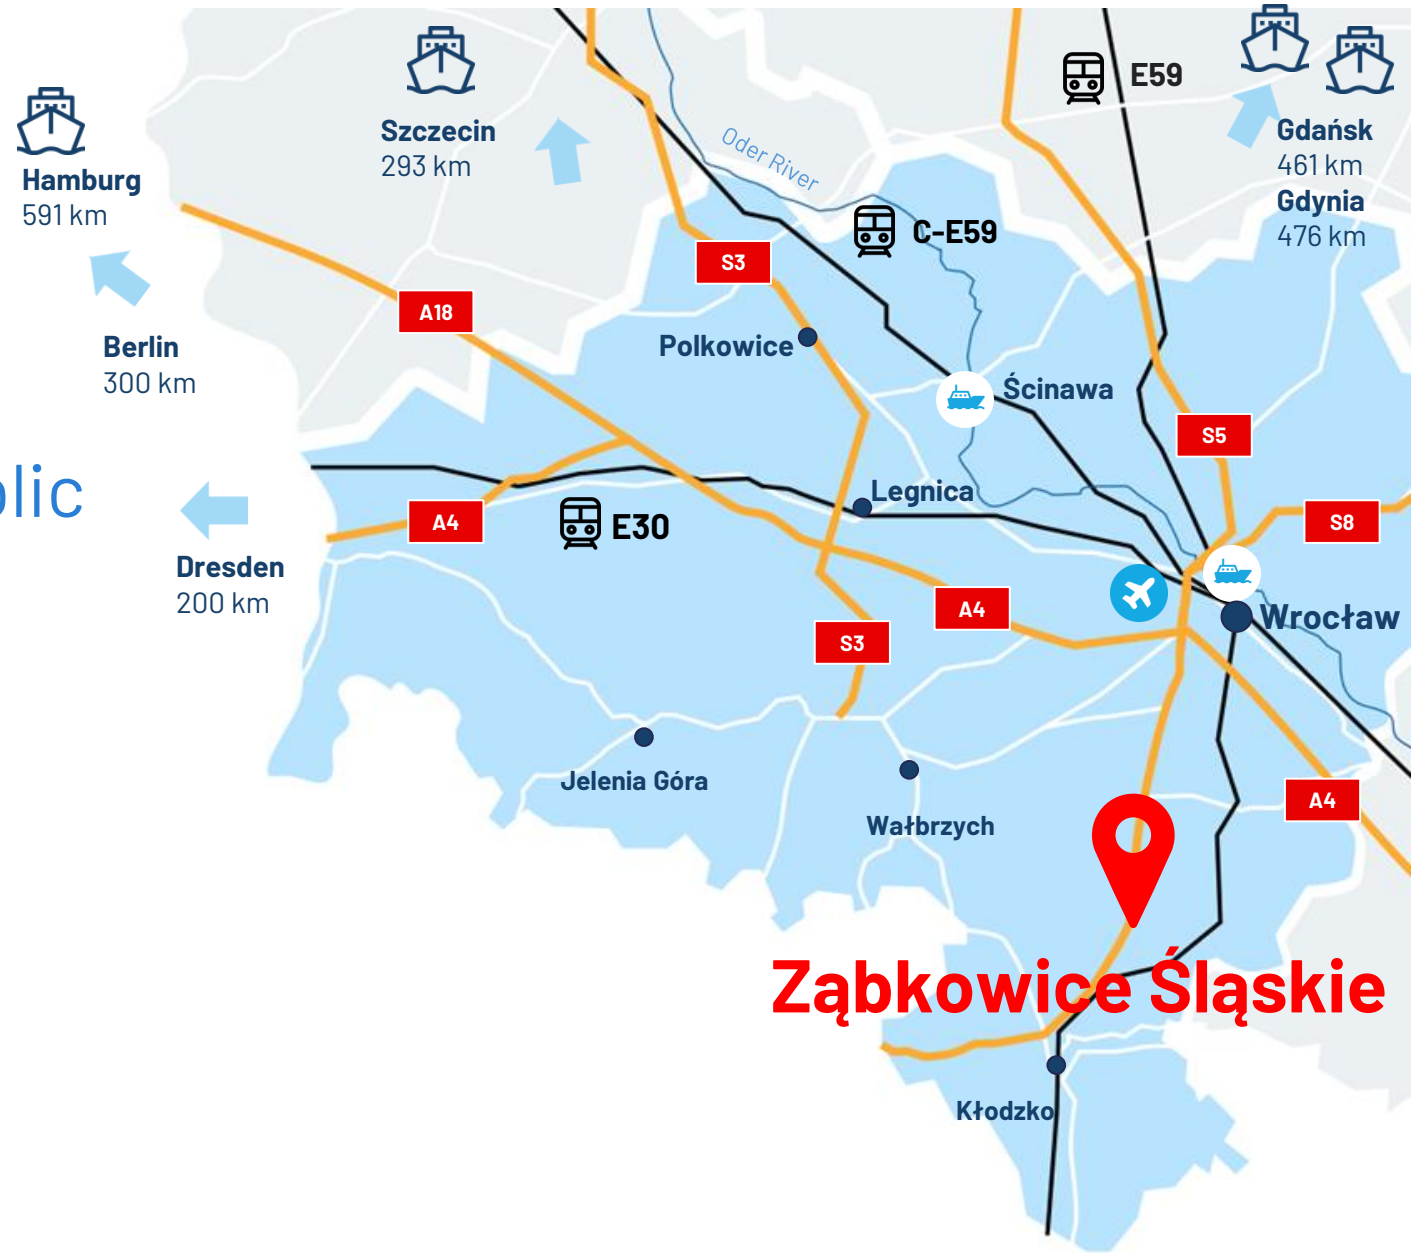 E59
Szczecin
293 km
Gdańsk
461 km
Gdynia
476 km
Hamburg
591 km
Oder River
C-E59
S3
A18
Polkowice
Berlin
300 km
Ścinawa
S5
Legnica
blic
A4
E30
S8
Dresden
200 km
A4
Wrocław
S3
Jelenia Góra
A4
Wałbrzych
Ząbkowice Śląskie
Kłodzko